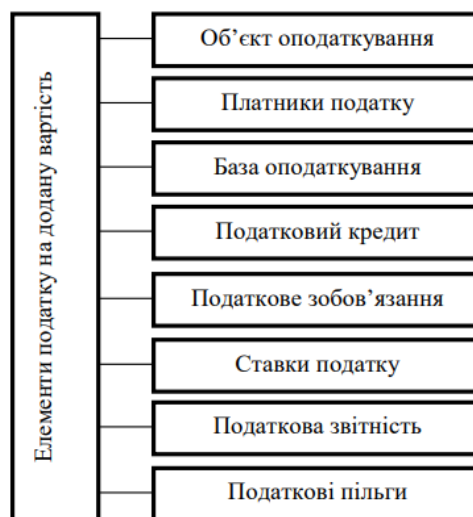 Елементи податку на додану вартість
Об’єкт оподаткування
Платники податку
База оподаткування
Податковий кредит
Податкове зобов’язання
Ставки податку
Податкова звітність
Податкові пільги